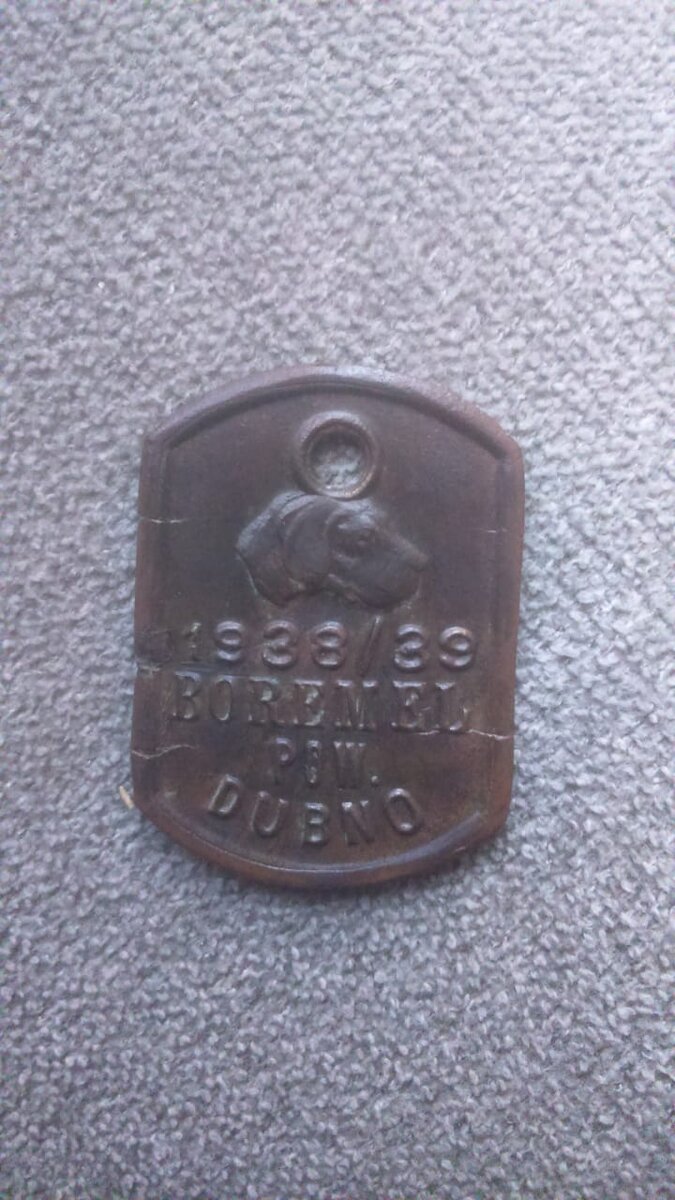 1938/39
BOREMEL
POW.
DUBNO